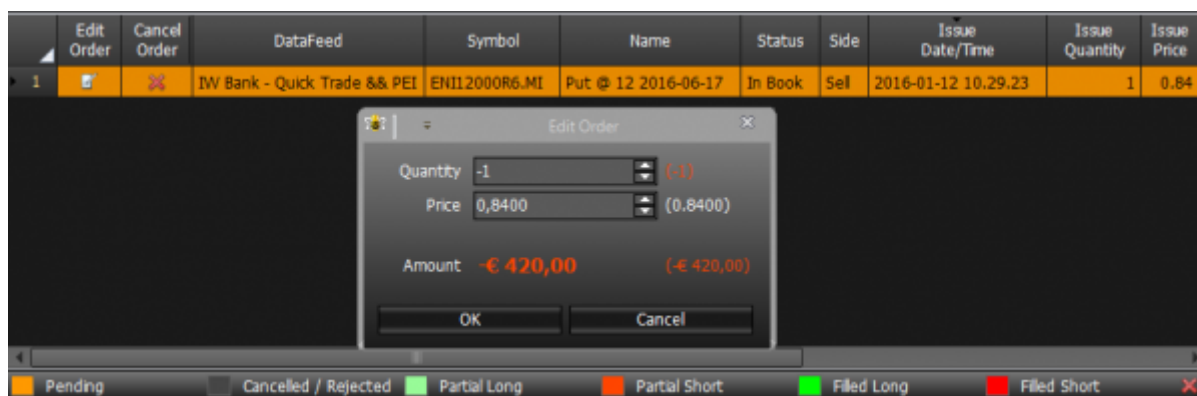 Edit Order
Cancel Order
DataFeed
Symbol
Name
Status
Side
Issue Date/Time
Issue Quantity
Issue Price
1 IW Bank - Quick Trade && PEI ENI12000R6.MI Put @ 12 2016-06-17 In Book Sell 2016-01-12 10.29.23 1 0.84
Edit Order
Quantity -1 (-1)
Price 0,8400 (0.8400)
Amount -€ 420,00 (-€ 420,00)
OK Cancel
Pending Cancelled / Rejected Partial Long Partial Short Filled Long Filled Short